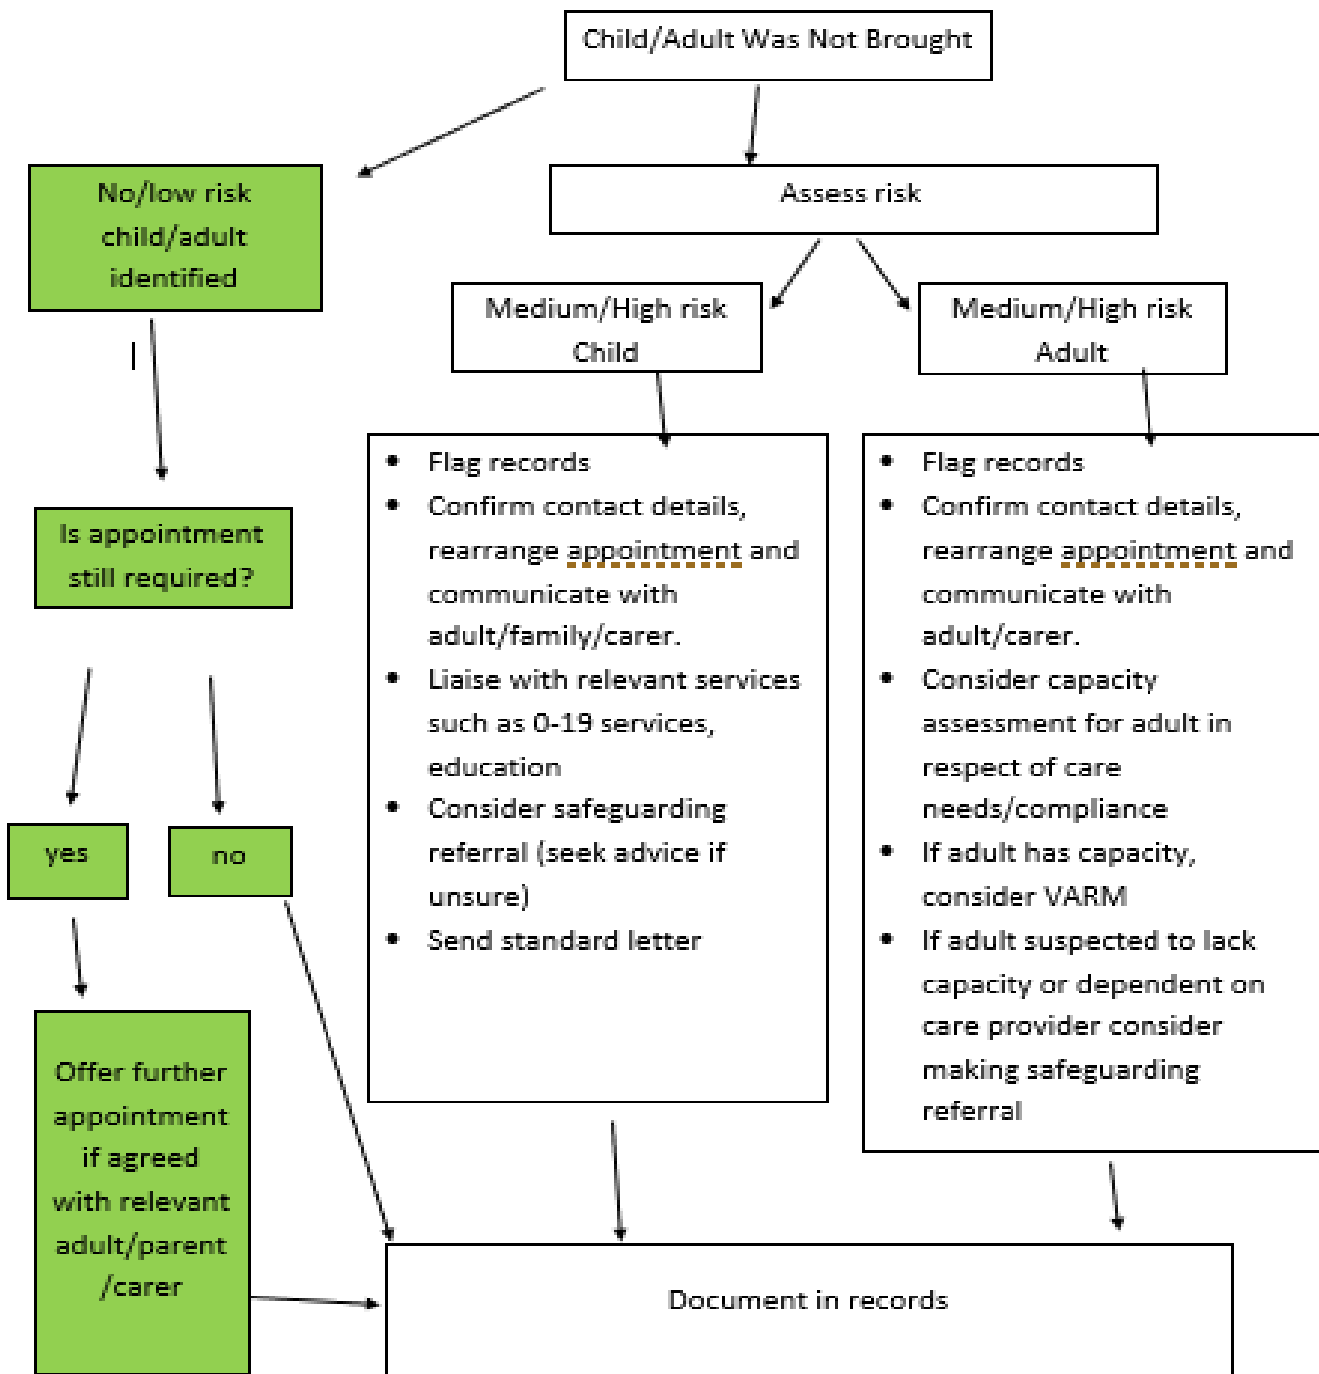 Child/Adult Was Not Brought
No/low risk
child/adult
identified
Assess risk
Medium/High risk
Child
Medium/High risk
Adult
Is appointment
still required?
yes
no
Offer further
appointment
if agreed
with relevant
adult/parent
/carer
• Flag records
• Confirm contact details,
rearrange appointment and
communicate with
adult/family/carer.
• Liaise with relevant services
such as 0-19 services,
education
• Consider safeguarding
referral (seek advice if
unsure)
• Send standard letter
• Flag records
• Confirm contact details,
rearrange appointment and
communicate with
adult/carer.
• Consider capacity
assessment for adult in
respect of care
needs/compliance
• If adult has capacity,
consider VARM
• If adult suspected to lack
capacity or dependent on
care provider consider
making safeguarding
referral
Document in records